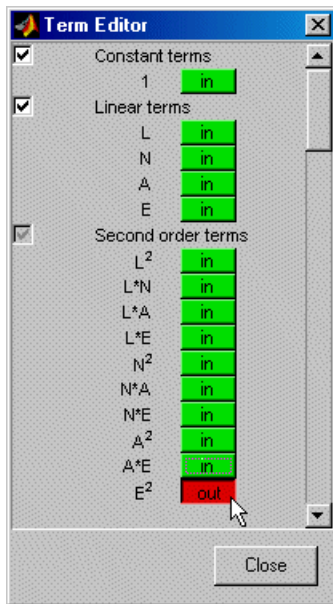 Term Editor
Constant terms
1 in
Linear terms
L in
N in
A in
E in
Second order terms
L² in
L*N in
L*A in
L*E in
N² in
N*A in
N*E in
A² in
A*E in
E² out
Close